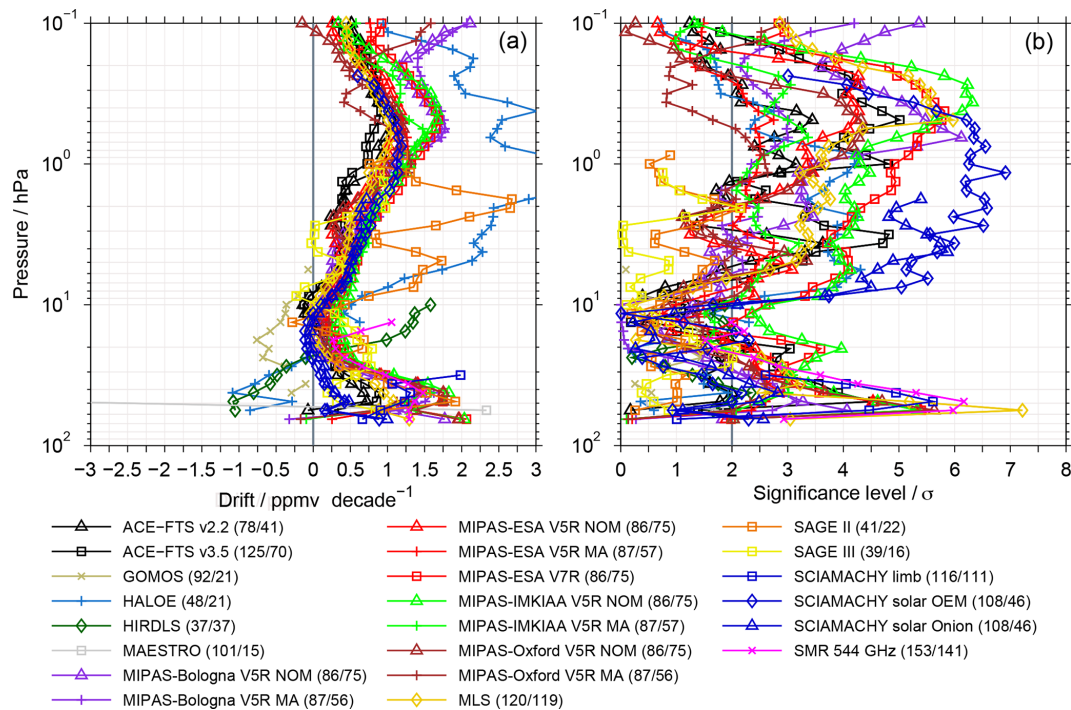 (a)
(b)
10⁻¹
10⁰
10¹
10²
Pressure / hPa
−3 −2.5 −2 −1.5 −1 −0.5 0 0.5 1 1.5 2 2.5 3
Drift / ppmv decade⁻¹
10⁻¹
10⁰
10¹
10²
0 1 2 3 4 5 6 7 8
Significance level / σ
ACE−FTS v2.2 (78/41)
ACE−FTS v3.5 (125/70)
GOMOS (92/21)
HALOE (48/21)
HIRDLS (37/37)
MAESTRO (101/15)
MIPAS−Bologna V5R NOM (86/75)
MIPAS−Bologna V5R MA (87/56)
MIPAS−ESA V5R NOM (86/75)
MIPAS−ESA V5R MA (87/57)
MIPAS−ESA V7R (86/75)
MIPAS−IMKIAA V5R NOM (86/75)
MIPAS−IMKIAA V5R MA (87/57)
MIPAS−Oxford V5R NOM (86/75)
MIPAS−Oxford V5R MA (87/56)
MLS (120/119)
SAGE II (41/22)
SAGE III (39/16)
SCIAMACHY limb (116/111)
SCIAMACHY solar OEM (108/46)
SCIAMACHY solar Onion (108/46)
SMR 544 GHz (153/141)